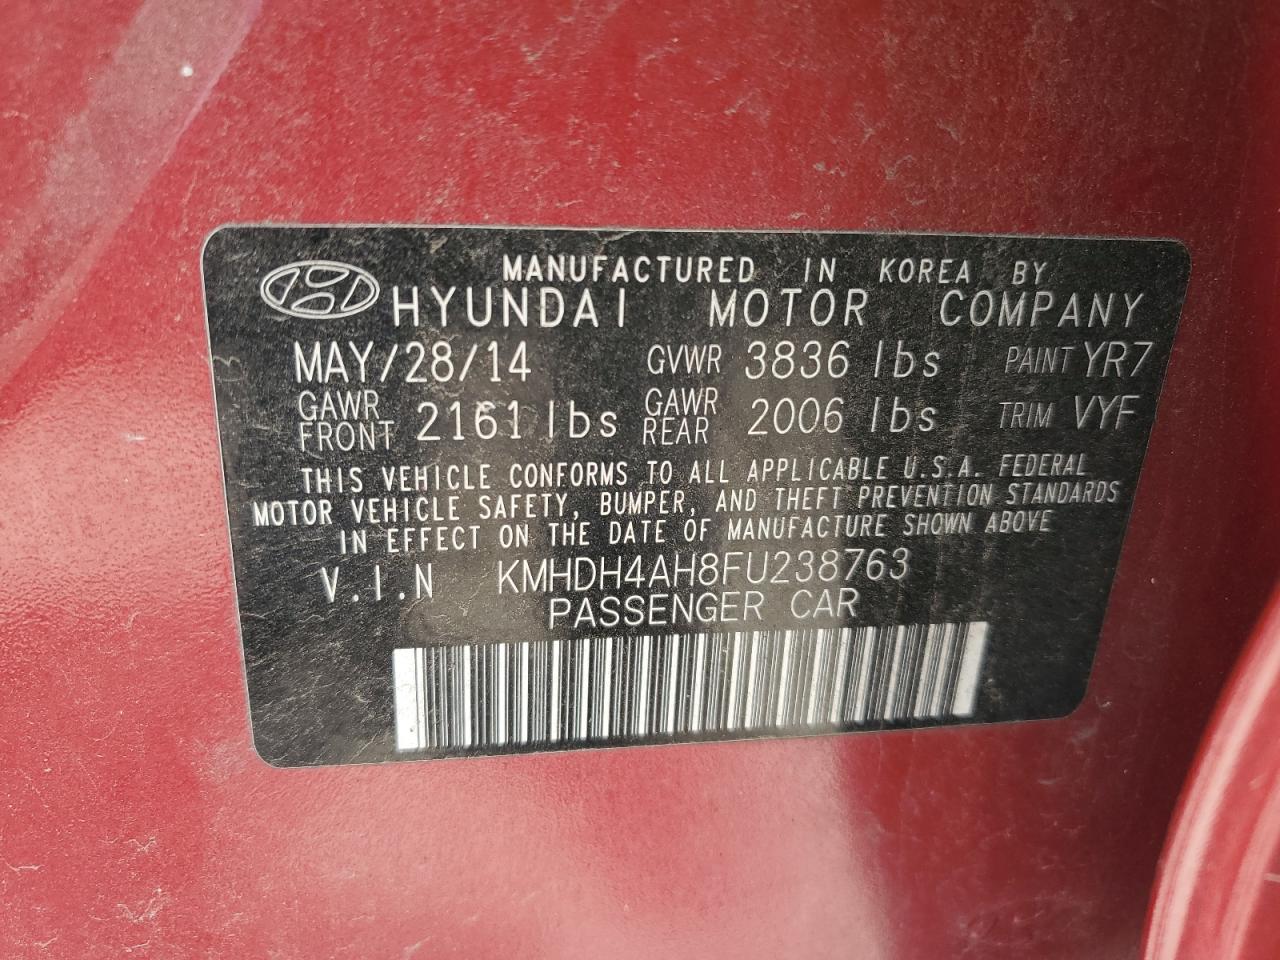 MANUFACTURED IN KOREA BY
HYUNDAI MOTOR COMPANY
MAY/28/14 GVWR 3836 lbs PAINT YR7
GAWR FRONT 2161 lbs GAWR REAR 2006 lbs TRIM VYF
THIS VEHICLE CONFORMS TO ALL APPLICABLE U.S.A. FEDERAL
MOTOR VEHICLE SAFETY, BUMPER, AND THEFT PREVENTION STANDARDS
IN EFFECT ON THE DATE OF MANUFACTURE SHOWN ABOVE
V.I.N KMHDH4AH8FU238763
PASSENGER CAR